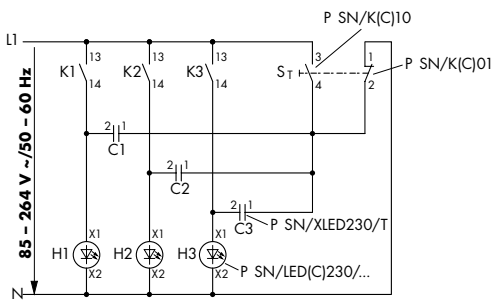 P SN/K(C)10
L1
13 13 13 3 1
K1 K2 K3 S T P SN/K(C)01
14 14 14 4 2
85 – 264 V ~/50 – 60 Hz
2 1
C1
2 1
C2
2 1
C3 P SN/XLED230/T
X1 X1 X1
H1 H2 H3
X2 X2 X2 P SN/LED(C)230/...
N